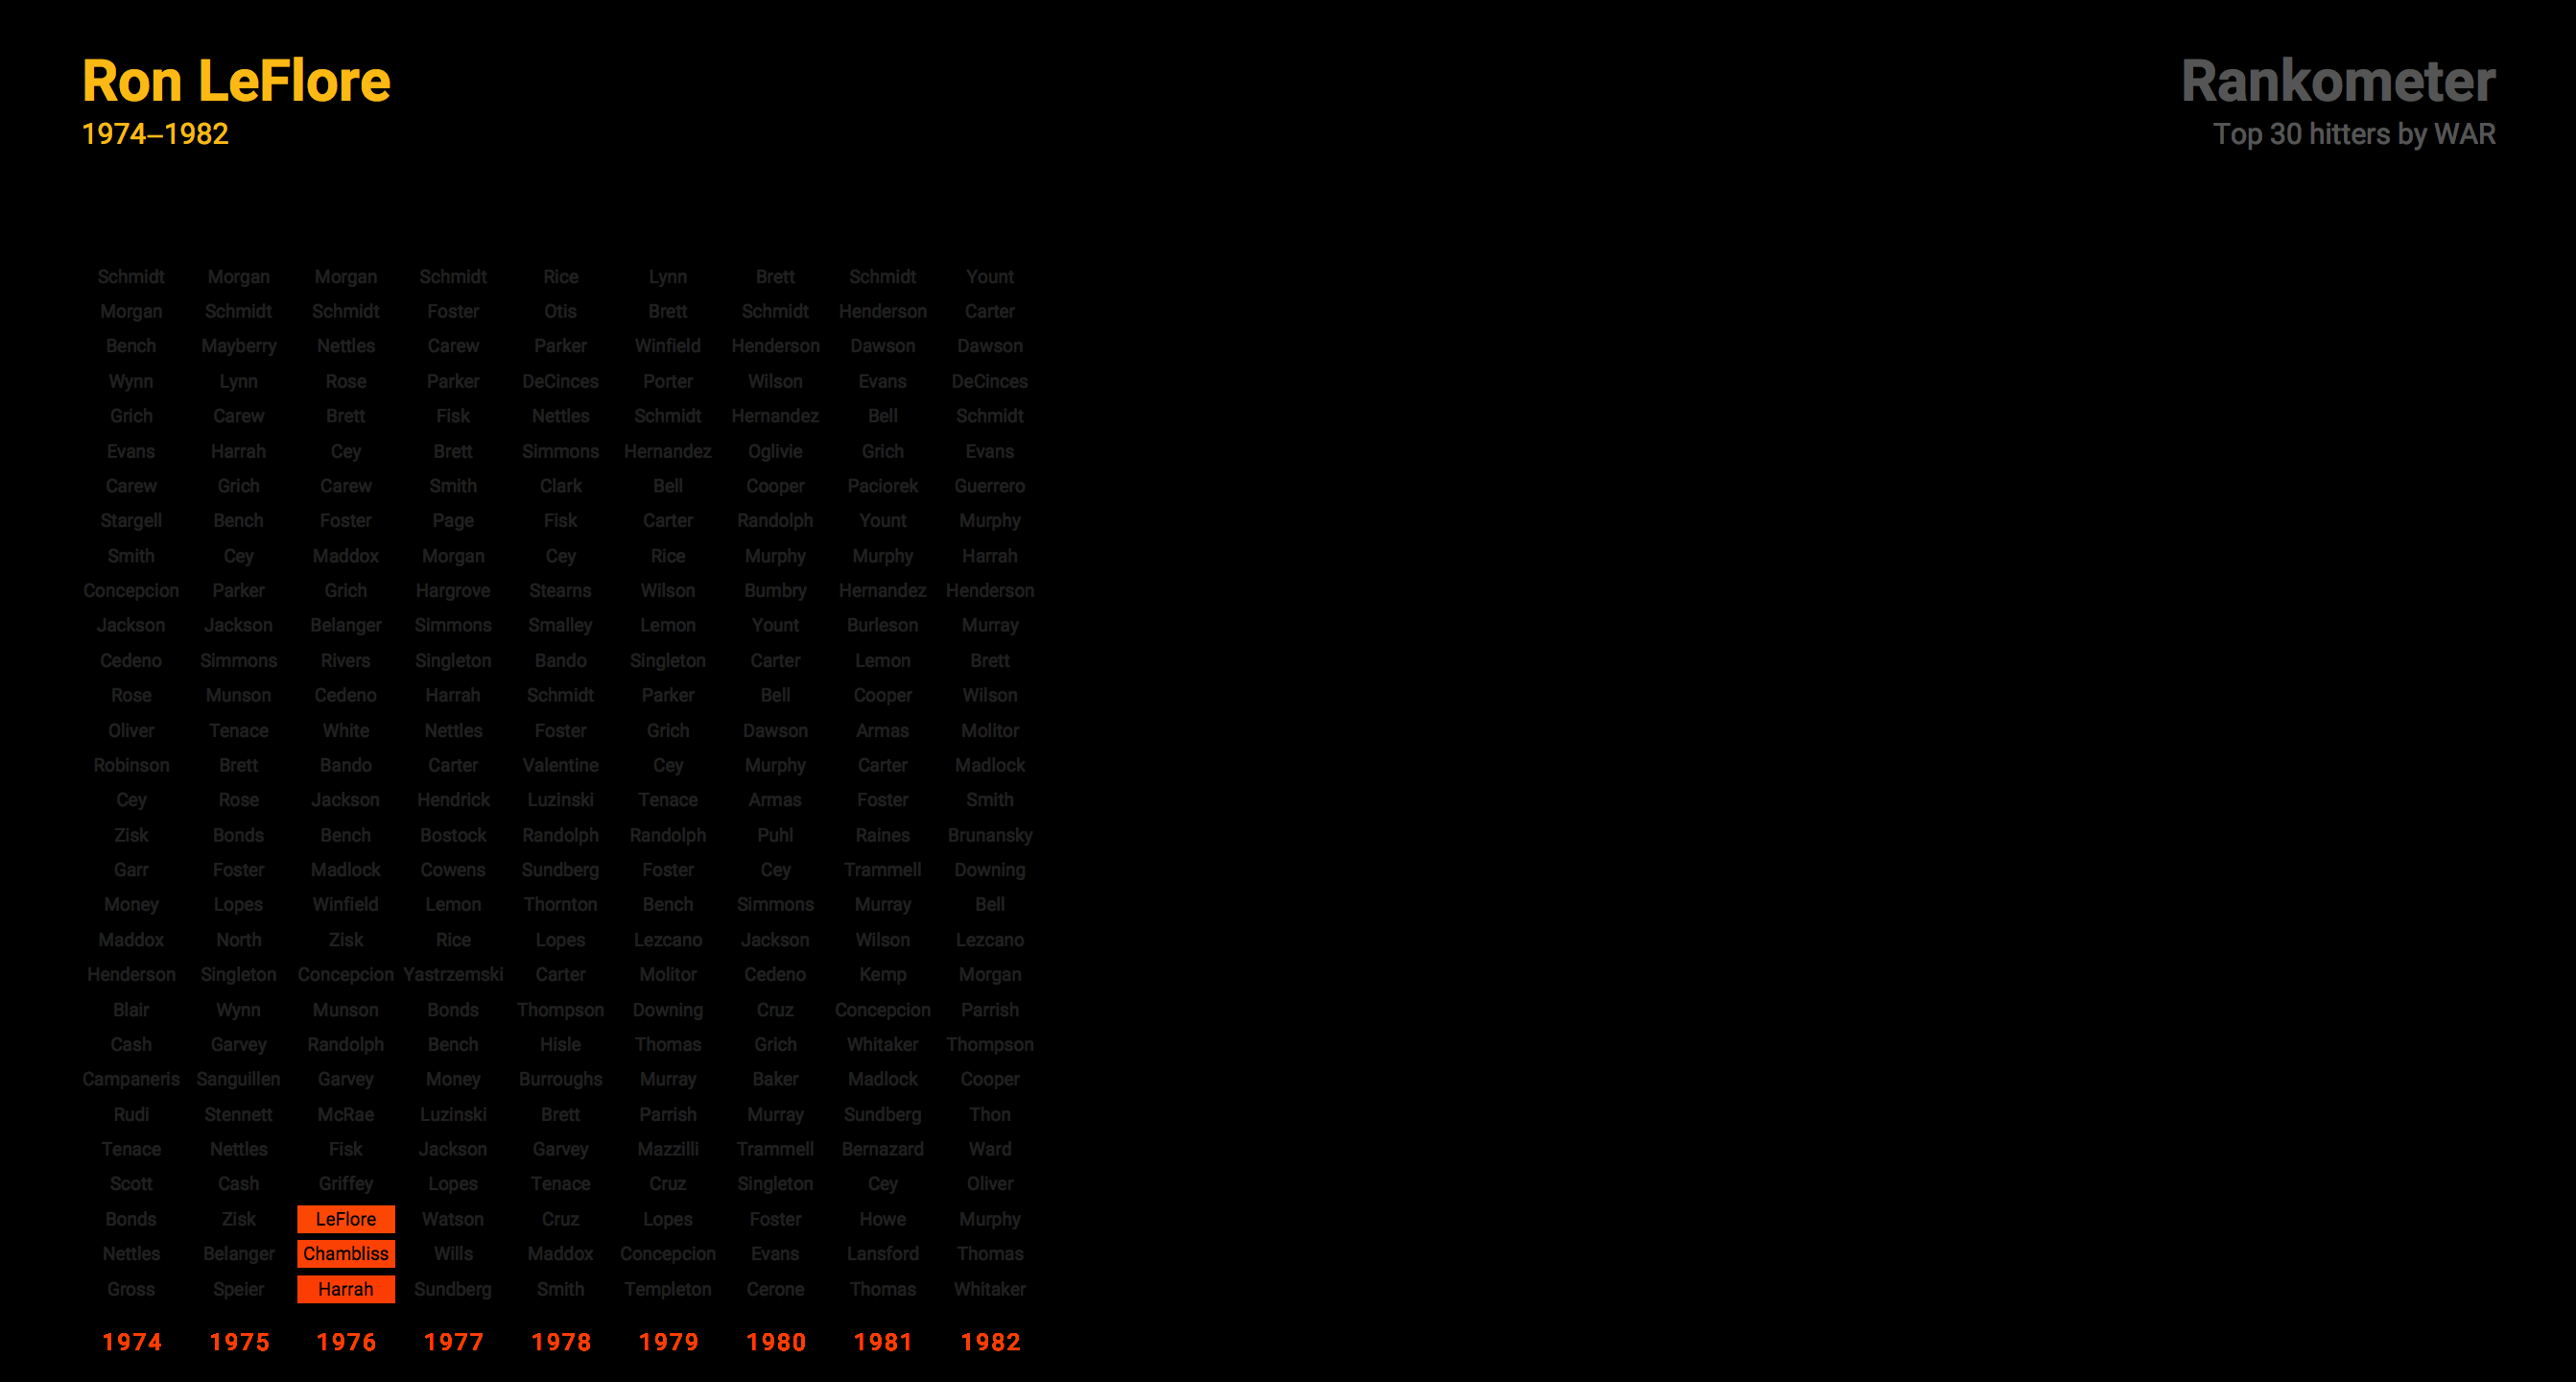 Ron LeFlore
1974–1982
Rankometer
Top 30 hitters by WAR
Schmidt Morgan Morgan Schmidt Rice Lynn Brett Schmidt Yount
Morgan Schmidt Schmidt Foster Otis Brett Schmidt Henderson Carter
Bench Mayberry Nettles Carew Parker Winfield Henderson Dawson Dawson
Wynn Lynn Rose Parker DeCinces Porter Wilson Evans DeCinces
Grich Carew Brett Fisk Nettles Schmidt Hernandez Bell Schmidt
Evans Harrah Cey Brett Simmons Hernandez Oglivie Grich Evans
Carew Grich Carew Smith Clark Bell Cooper Paciorek Guerrero
Stargell Bench Foster Page Fisk Carter Randolph Yount Murphy
Smith Cey Maddox Morgan Cey Rice Murphy Murphy Harrah
Concepcion Parker Grich Hargrove Stearns Wilson Bumbry Hernandez Henderson
Jackson Jackson Belanger Simmons Smalley Lemon Yount Burleson Murray
Cedeno Simmons Rivers Singleton Bando Singleton Carter Lemon Brett
Rose Munson Cedeno Harrah Schmidt Parker Bell Cooper Wilson
Oliver Tenace White Nettles Foster Grich Dawson Armas Molitor
Robinson Brett Bando Carter Valentine Cey Murphy Carter Madlock
Cey Rose Jackson Hendrick Luzinski Tenace Armas Foster Smith
Zisk Bonds Bench Bostock Randolph Randolph Puhl Raines Brunansky
Garr Foster Madlock Cowens Sundberg Foster Cey Trammell Downing
Money Lopes Winfield Lemon Thornton Bench Simmons Murray Bell
Maddox North Zisk Rice Lopes Lezcano Jackson Wilson Lezcano
Henderson Singleton Concepcion Yastrzemski Carter Molitor Cedeno Kemp Morgan
Blair Wynn Munson Bonds Thompson Downing Cruz Concepcion Parrish
Cash Garvey Randolph Bench Hisle Thomas Grich Whitaker Thompson
Campaneris Sanguillen Garvey Money Burroughs Murray Baker Madlock Cooper
Rudi Stennett McRae Luzinski Brett Parrish Murray Sundberg Thon
Tenace Nettles Fisk Jackson Garvey Mazzilli Trammell Bernazard Ward
Scott Cash Griffey Lopes Tenace Cruz Singleton Cey Oliver
Bonds Zisk LeFlore Watson Cruz Lopes Foster Howe Murphy
Nettles Belanger Chambliss Wills Maddox Concepcion Evans Lansford Thomas
Gross Speier Harrah Sundberg Smith Templeton Cerone Thomas Whitaker
1974 1975 1976 1977 1978 1979 1980 1981 1982